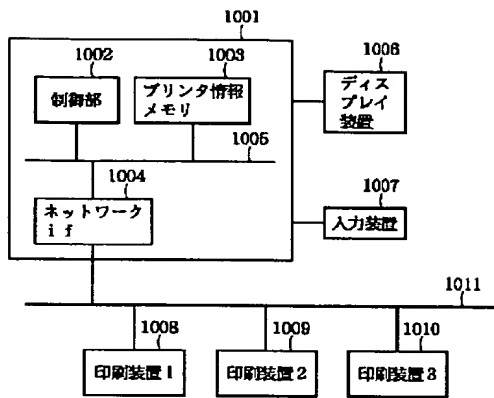 1001
1002
1003
制御部
プリンタ情報
メモリ
1005
1004
ネットワーク
if
1006
ディス
プレイ
装置
1007
入力装置
1011
1008
1009
1010
印刷装置1
印刷装置2
印刷装置3